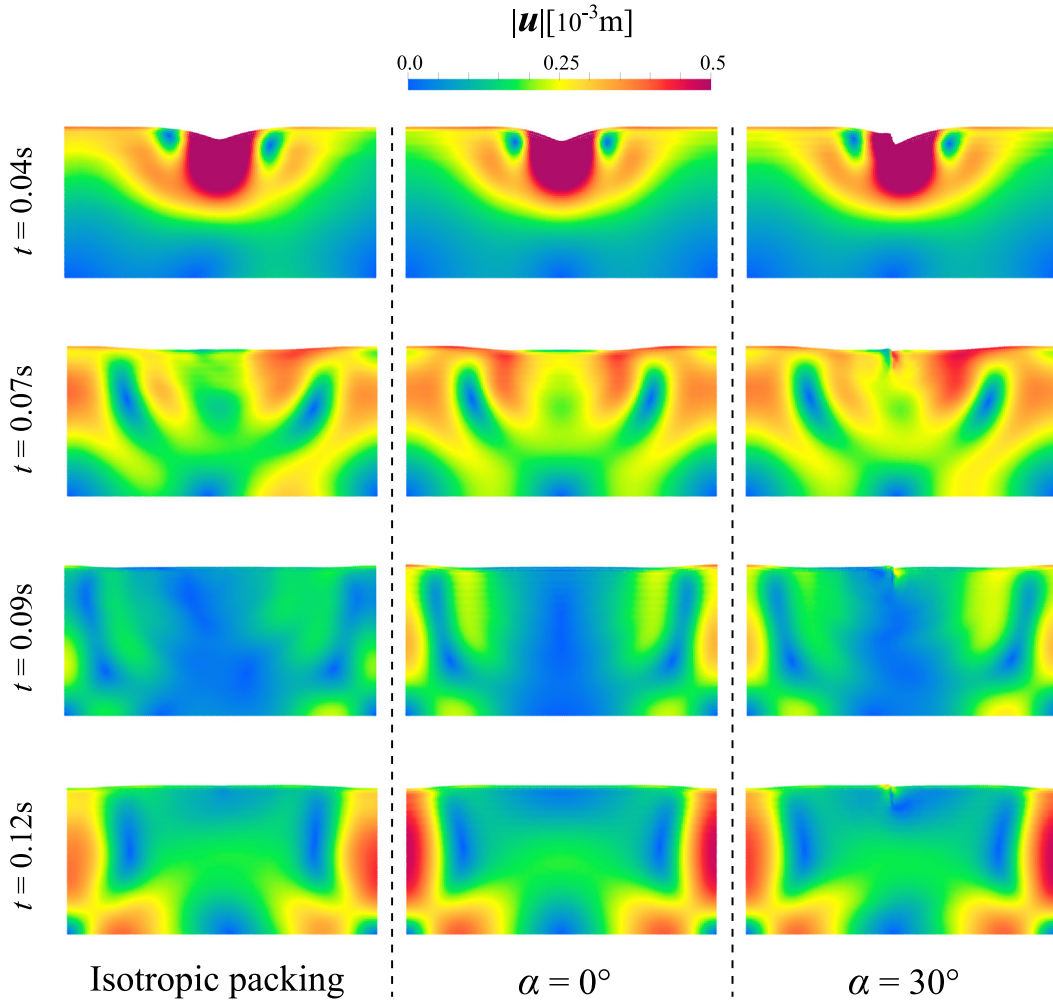 |u|[10⁻³m]
0.0 0.25 0.5
t = 0.04s
t = 0.07s
t = 0.09s
t = 0.12s
Isotropic packing α = 0° α = 30°